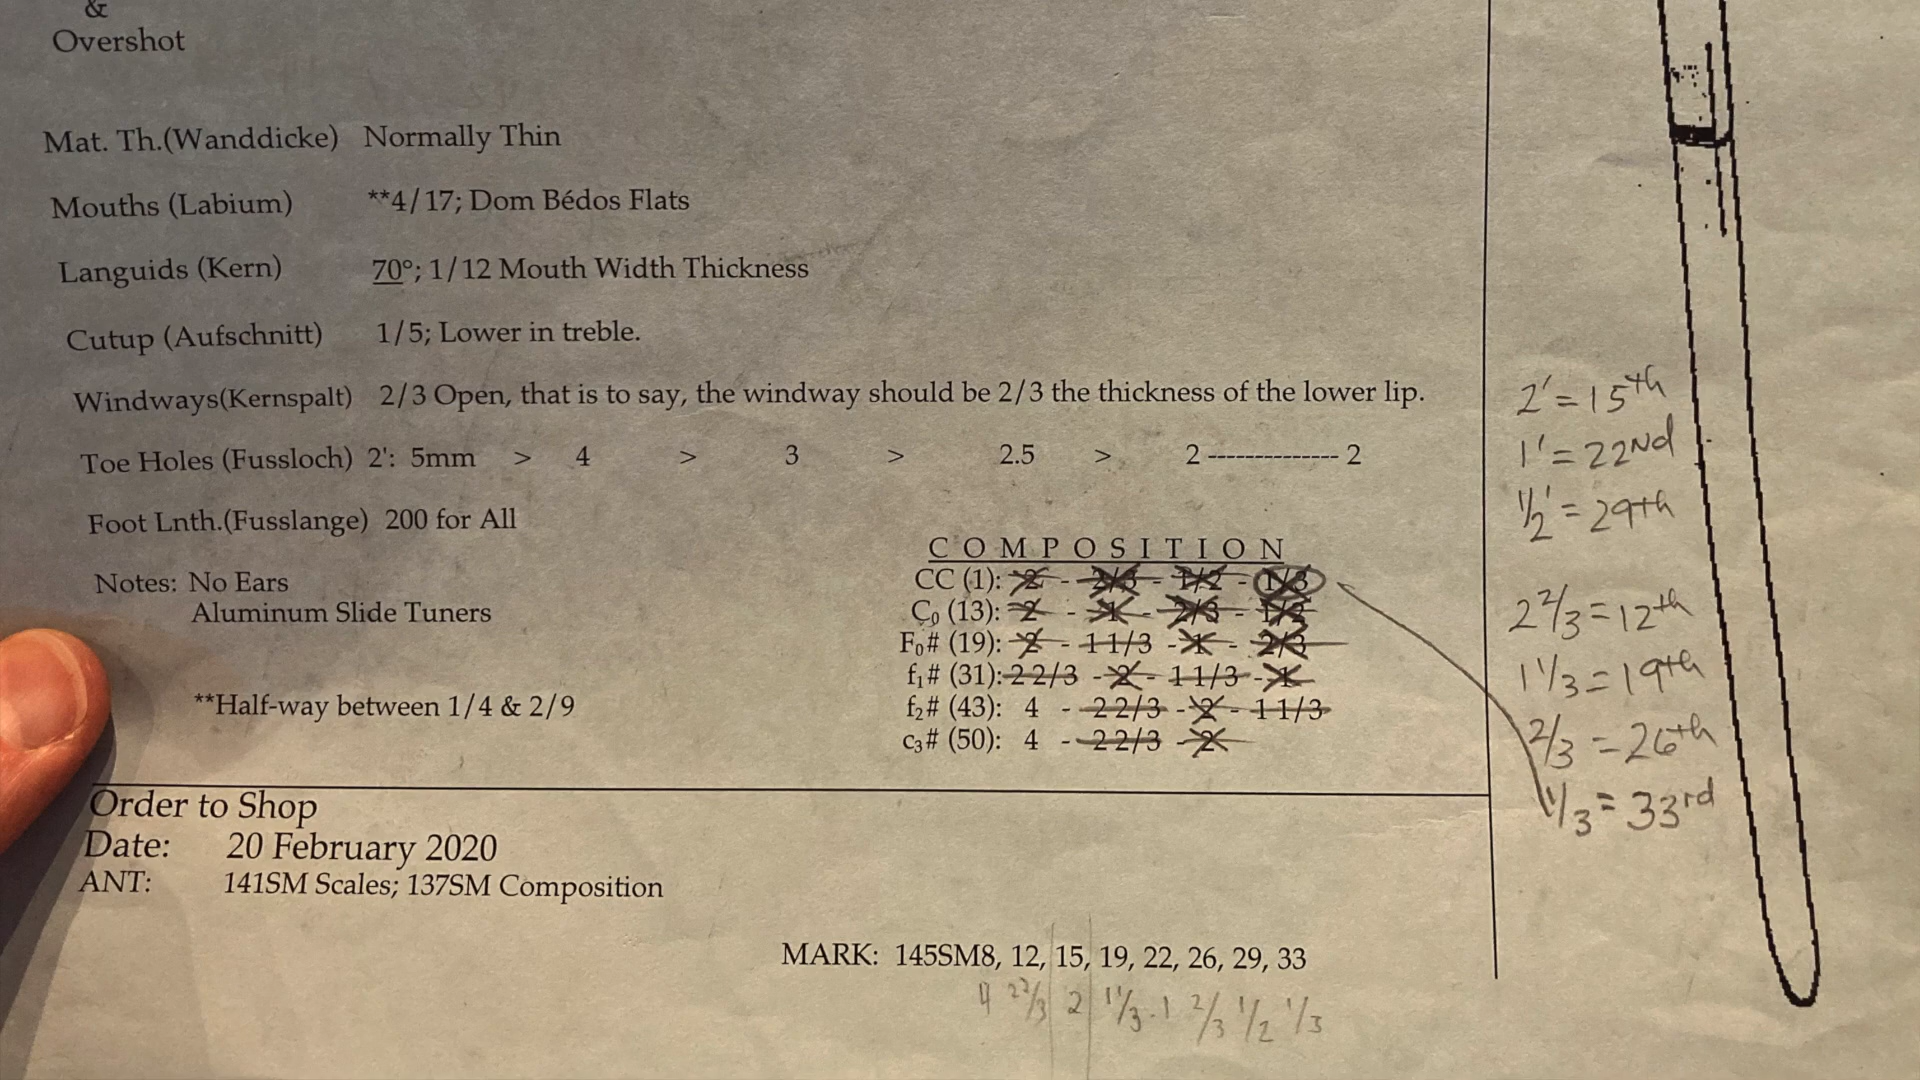 &
Overshot
Mat. Th.(Wanddicke) Normally Thin
Mouths (Labium) **4/17; Dom Bédos Flats
Languids (Kern) 70°; 1/12 Mouth Width Thickness
Cutup (Aufschnitt) 1/5; Lower in treble.
Windways(Kernspalt) 2/3 Open, that is to say, the windway should be 2/3 the thickness of the lower lip.
Toe Holes (Fussloch) 2': 5mm > 4 > 3 > 2.5 > 2 -------------- 2
Foot Lnth.(Fusslange) 200 for All
Notes: No Ears
Aluminum Slide Tuners
**Half-way between 1/4 & 2/9
COMPOSITION
CC (1): 2 - 2/3 - 1/2 - 1/3
C0 (13): 2 - 1 - 2/3 - 1/2
F0# (19): 2 - 1 1/3 - 1 - 2/3
f1# (31): 2 2/3 - 2 - 1 1/3 - 1
f2# (43): 4 - 2 2/3 - 2 - 1 1/3
c3# (50): 4 - 2 2/3 - 2
2' = 15th
1' = 22nd
1/2' = 29th
2 2/3 = 12th
1 1/3 = 19th
2/3 = 26th
1/3 = 33rd
Order to Shop
Date: 20 February 2020
ANT: 141SM Scales; 137SM Composition
MARK: 145SM8, 12, 15, 19, 22, 26, 29, 33
4 2 2/3 2 1 1/3 1 2/3 1/2 1/3